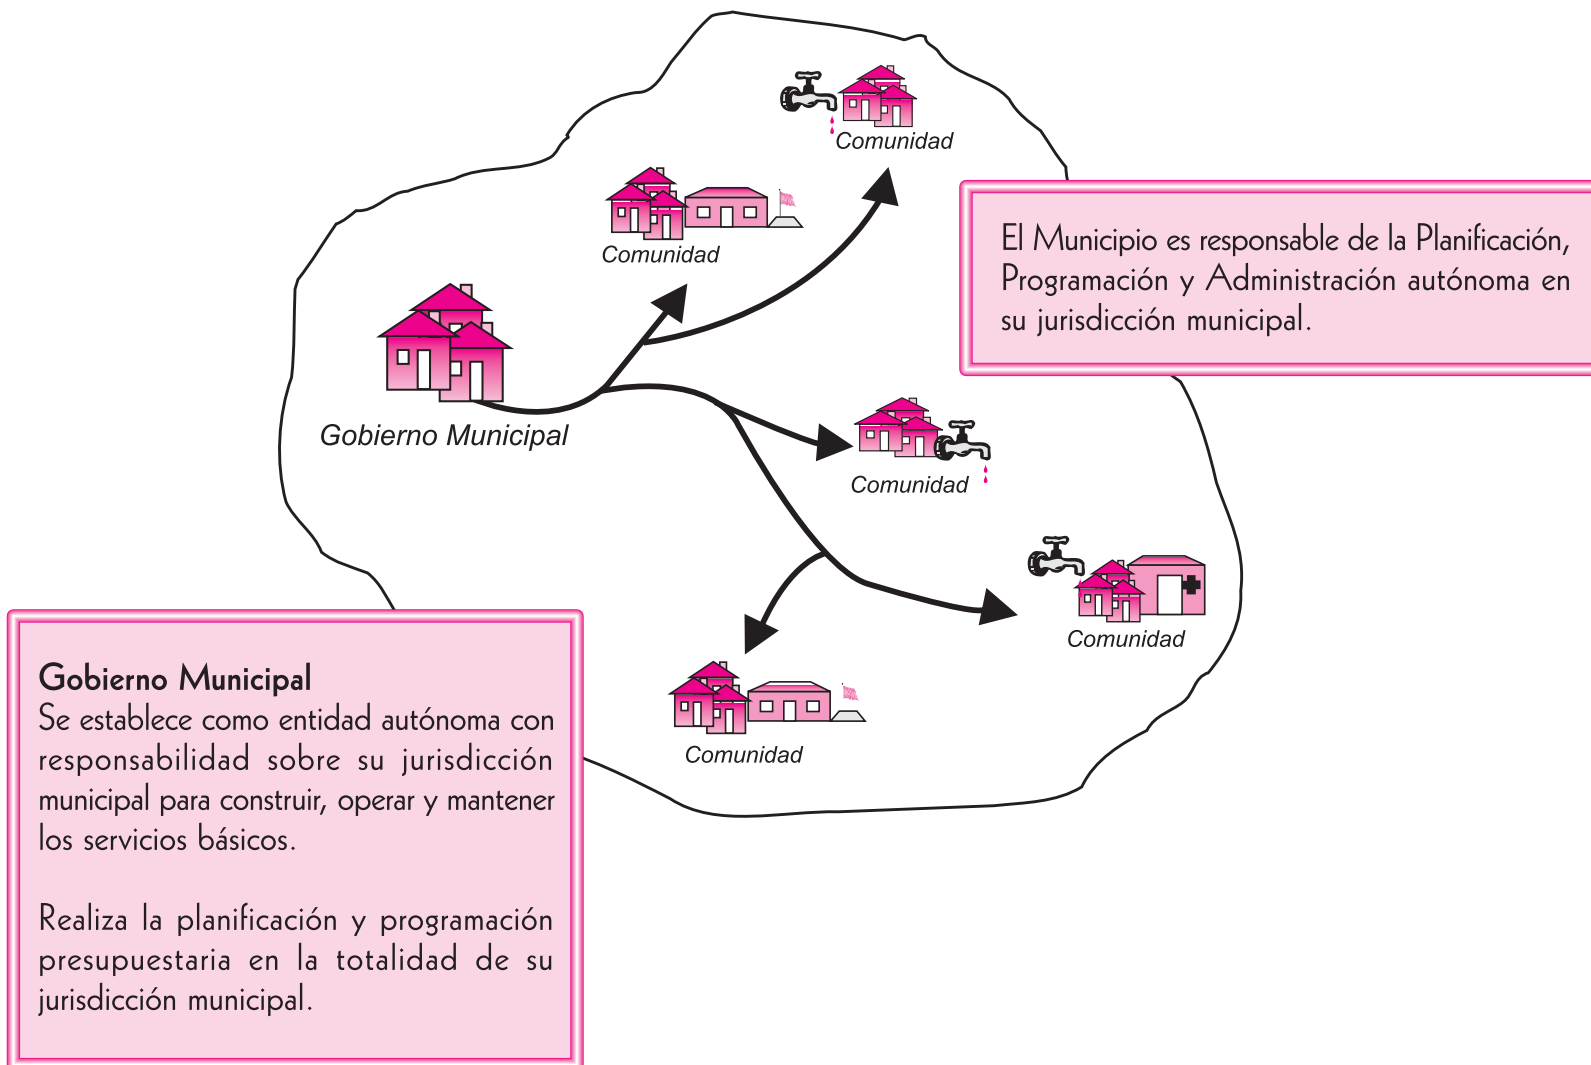 Comunidad
Comunidad
El Municipio es responsable de la Planificación,
Programación y Administración autónoma en
su jurisdicción municipal.
Gobierno Municipal
Comunidad
Comunidad
Comunidad
Gobierno Municipal
Se establece como entidad autónoma con
responsabilidad sobre su jurisdicción
municipal para construir, operar y mantener
los servicios básicos.
Realiza la planificación y programación
presupuestaria en la totalidad de su
jurisdicción municipal.